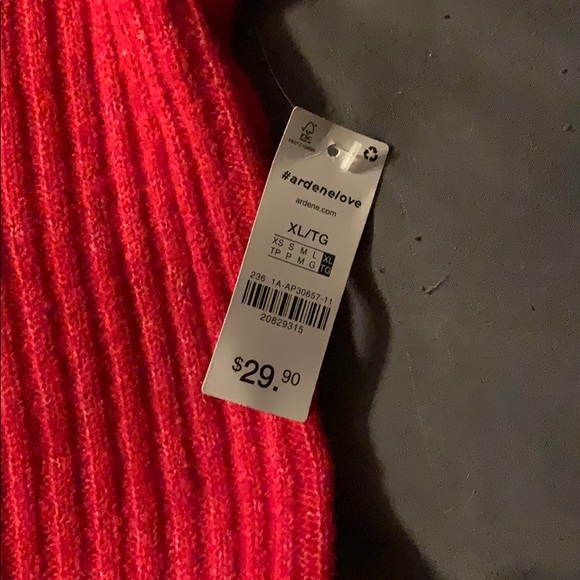 #ardenelove
ardene.com
XL/TG
XS S M L XL
TP P M G TG
236 1A-AP30657-11
20829315
$29.90